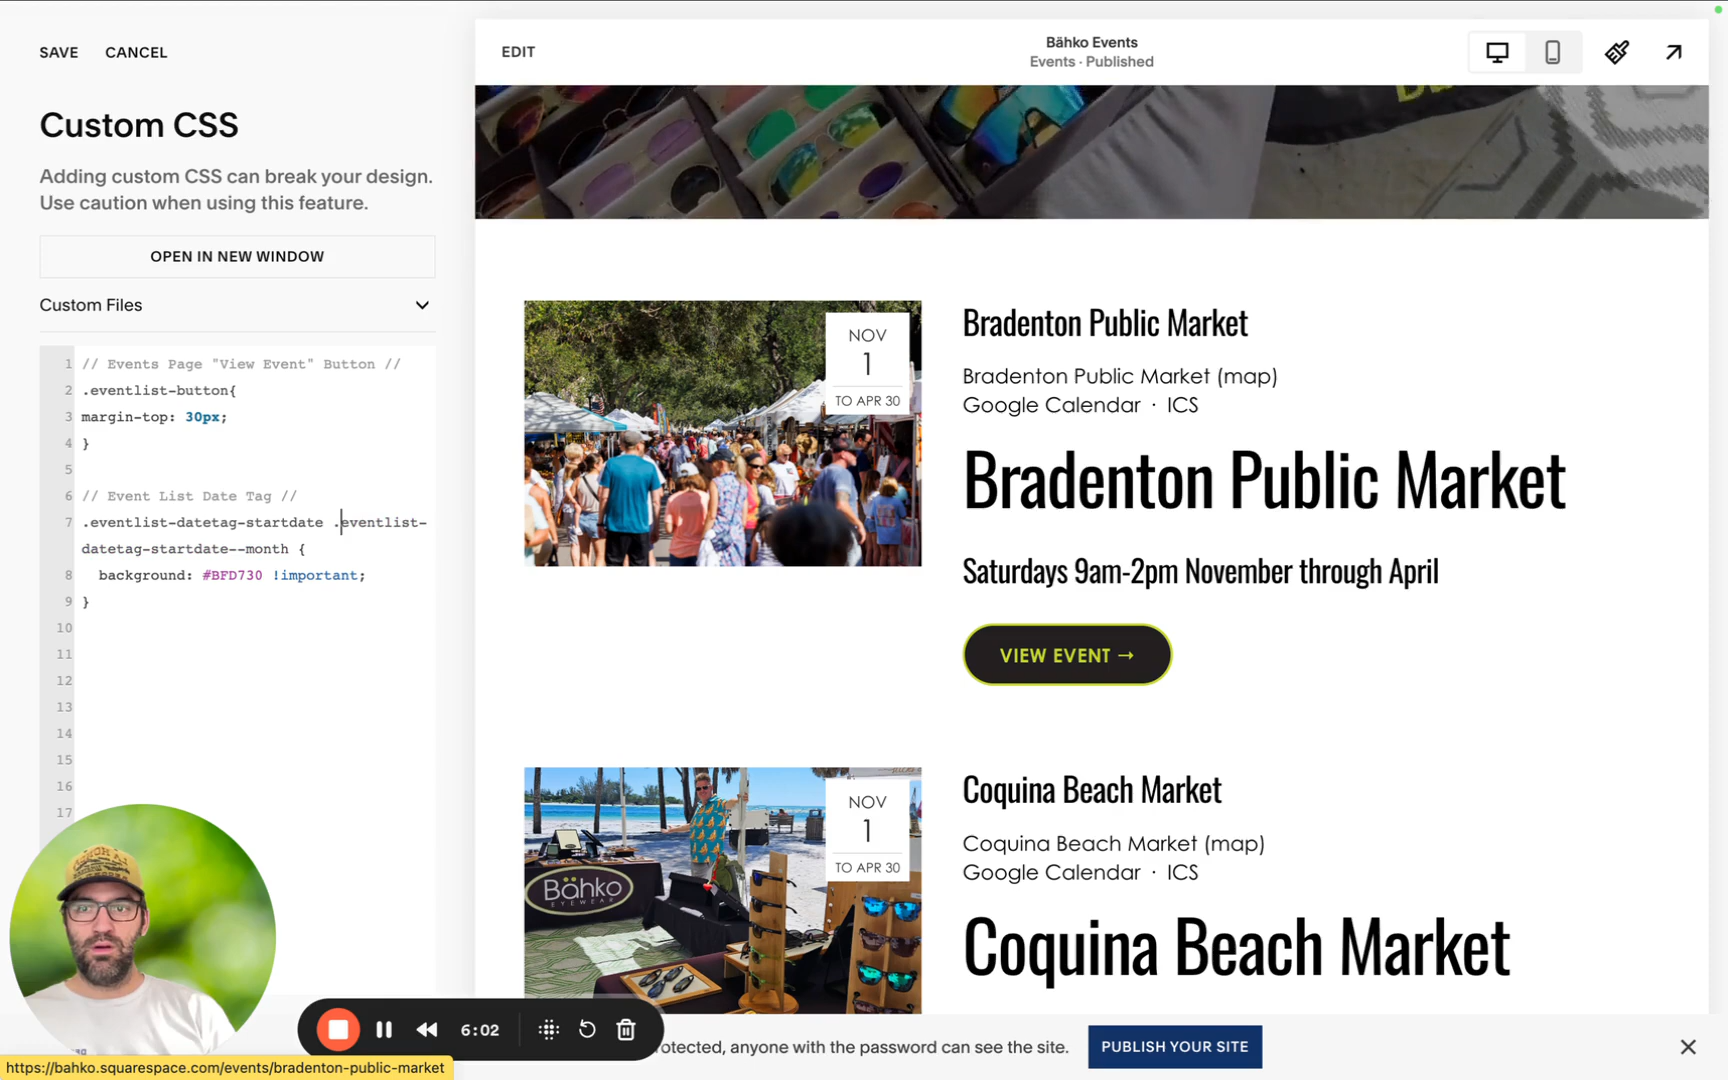 SAVE CANCEL
Custom CSS
Adding custom CSS can break your design.
Use caution when using this feature.
OPEN IN NEW WINDOW
Custom Files
1 // Events Page "View Event" Button //
2 .eventlist-button{
3 margin-top: 30px;
4 }
5
6 // Event List Date Tag //
7 .eventlist-datetag-startdate .eventlist-
datetag-startdate--month {
8 background: #BFD730 !important;
9 }
10
11
12
13
14
15
16
17
EDIT
Bähko Events
Events · Published
NOV
1
TO APR 30
Bradenton Public Market
Bradenton Public Market (map)
Google Calendar · ICS
Bradenton Public Market
Saturdays 9am-2pm November through April
VIEW EVENT →
NOV
1
TO APR 30
Bähko
EYEWEAR
Coquina Beach Market
Coquina Beach Market (map)
Google Calendar · ICS
Coquina Beach Market
6:02
otected, anyone with the password can see the site.
PUBLISH YOUR SITE
https://bahko.squarespace.com/events/bradenton-public-market